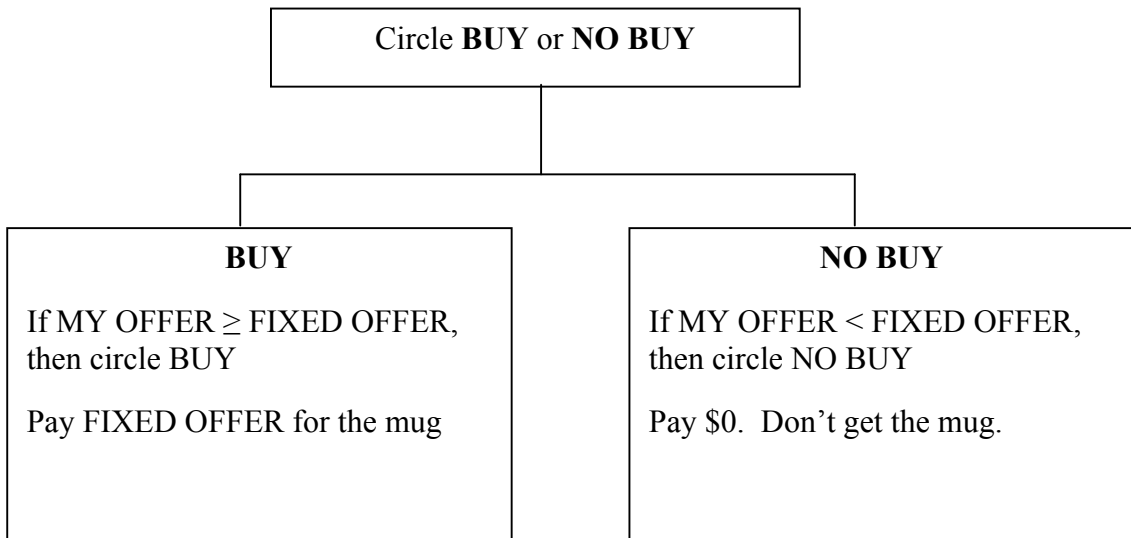 Circle BUY or NO BUY
BUY
If MY OFFER ≥ FIXED OFFER,
then circle BUY
Pay FIXED OFFER for the mug
NO BUY
If MY OFFER < FIXED OFFER,
then circle NO BUY
Pay $0.  Don’t get the mug.